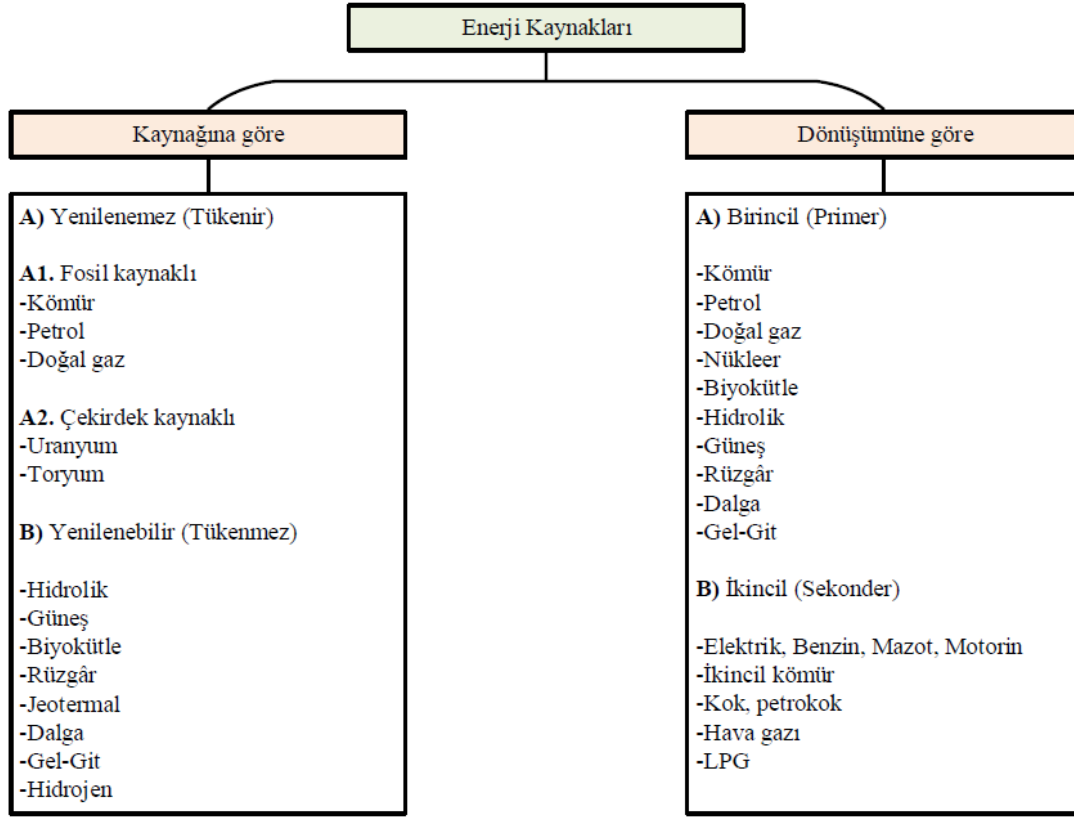 Enerji Kaynakları
Kaynağına göre
A) Yenilenemez (Tükenir)
A1. Fosil kaynaklı
-Kömür
-Petrol
-Doğal gaz
A2. Çekirdek kaynaklı
-Uranyum
-Toryum
B) Yenilenebilir (Tükenmez)
-Hidrolik
-Güneş
-Biyokütle
-Rüzgâr
-Jeotermal
-Dalga
-Gel-Git
-Hidrojen
Dönüşümüne göre
A) Birincil (Primer)
-Kömür
-Petrol
-Doğal gaz
-Nükleer
-Biyokütle
-Hidrolik
-Güneş
-Rüzgâr
-Dalga
-Gel-Git
B) İkincil (Sekonder)
-Elektrik, Benzin, Mazot, Motorin
-İkincil kömür
-Kok, petrokok
-Hava gazı
-LPG